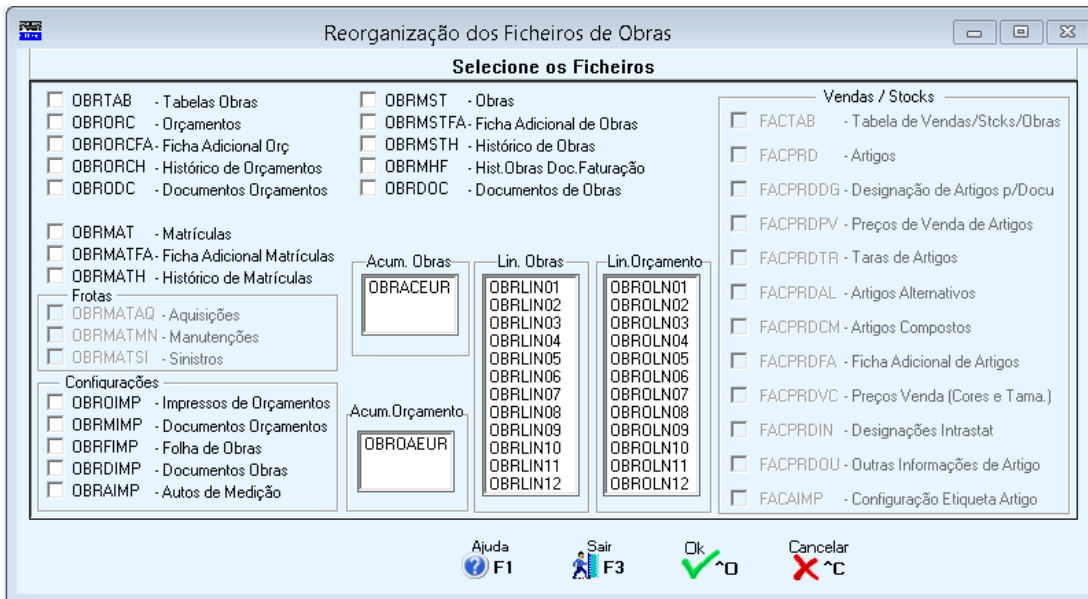 Reorganização dos Ficheiros de Obras
Selecione os Ficheiros
OBRTAB - Tabelas Obras
OBRORC - Orçamentos
OBRORCFA - Ficha Adicional Orç
OBRORCH - Histórico de Orçamentos
OBRODC - Documentos Orçamentos
OBRMAT - Matrículas
OBRMATFA - Ficha Adicional Matrículas
OBRMATH - Histórico de Matrículas
Frotas
OBRMATAQ - Aquisições
OBRMATMN - Manutenções
OBRMATSI - Sinistros
Configurações
OBROIMP - Impressos de Orçamentos
OBRMIMP - Documentos Orçamentos
OBRFIMP - Folha de Obras
OBRDIMP - Documentos Obras
OBRAIMP - Autos de Medição
OBRMST - Obras
OBRMSTFA - Ficha Adicional de Obras
OBRMSTH - Histórico de Obras
OBRMHF - Hist.Obras Doc.Faturação
OBRDOC - Documentos de Obras
Acum. Obras
OBRACEUR
Acum.Orçamento
OBROAEUR
Lin. Obras
OBRLIN01
OBRLIN02
OBRLIN03
OBRLIN04
OBRLIN05
OBRLIN06
OBRLIN07
OBRLIN08
OBRLIN09
OBRLIN10
OBRLIN11
OBRLIN12
Lin.Orçamento
OBROLN01
OBROLN02
OBROLN03
OBROLN04
OBROLN05
OBROLN06
OBROLN07
OBROLN08
OBROLN09
OBROLN10
OBROLN11
OBROLN12
Vendas / Stocks
FACTAB - Tabela de Vendas/Stcks/Obras
FACPRD - Artigos
FACPRDDG - Designação de Artigos p/Docu
FACPRDPV - Preços de Venda de Artigos
FACPRDTR - Taras de Artigos
FACPRDAL - Artigos Alternativos
FACPRDCM - Artigos Compostos
FACPRDFA - Ficha Adicional de Artigos
FACPRDVC - Preços Venda (Cores e Tama.)
FACPRDIN - Designações Intrastat
FACPRDOU - Outras Informações de Artigo
FACAIMP - Configuração Etiqueta Artigo
Ajuda F1
Sair F3
Ok ^O
Cancelar ^C